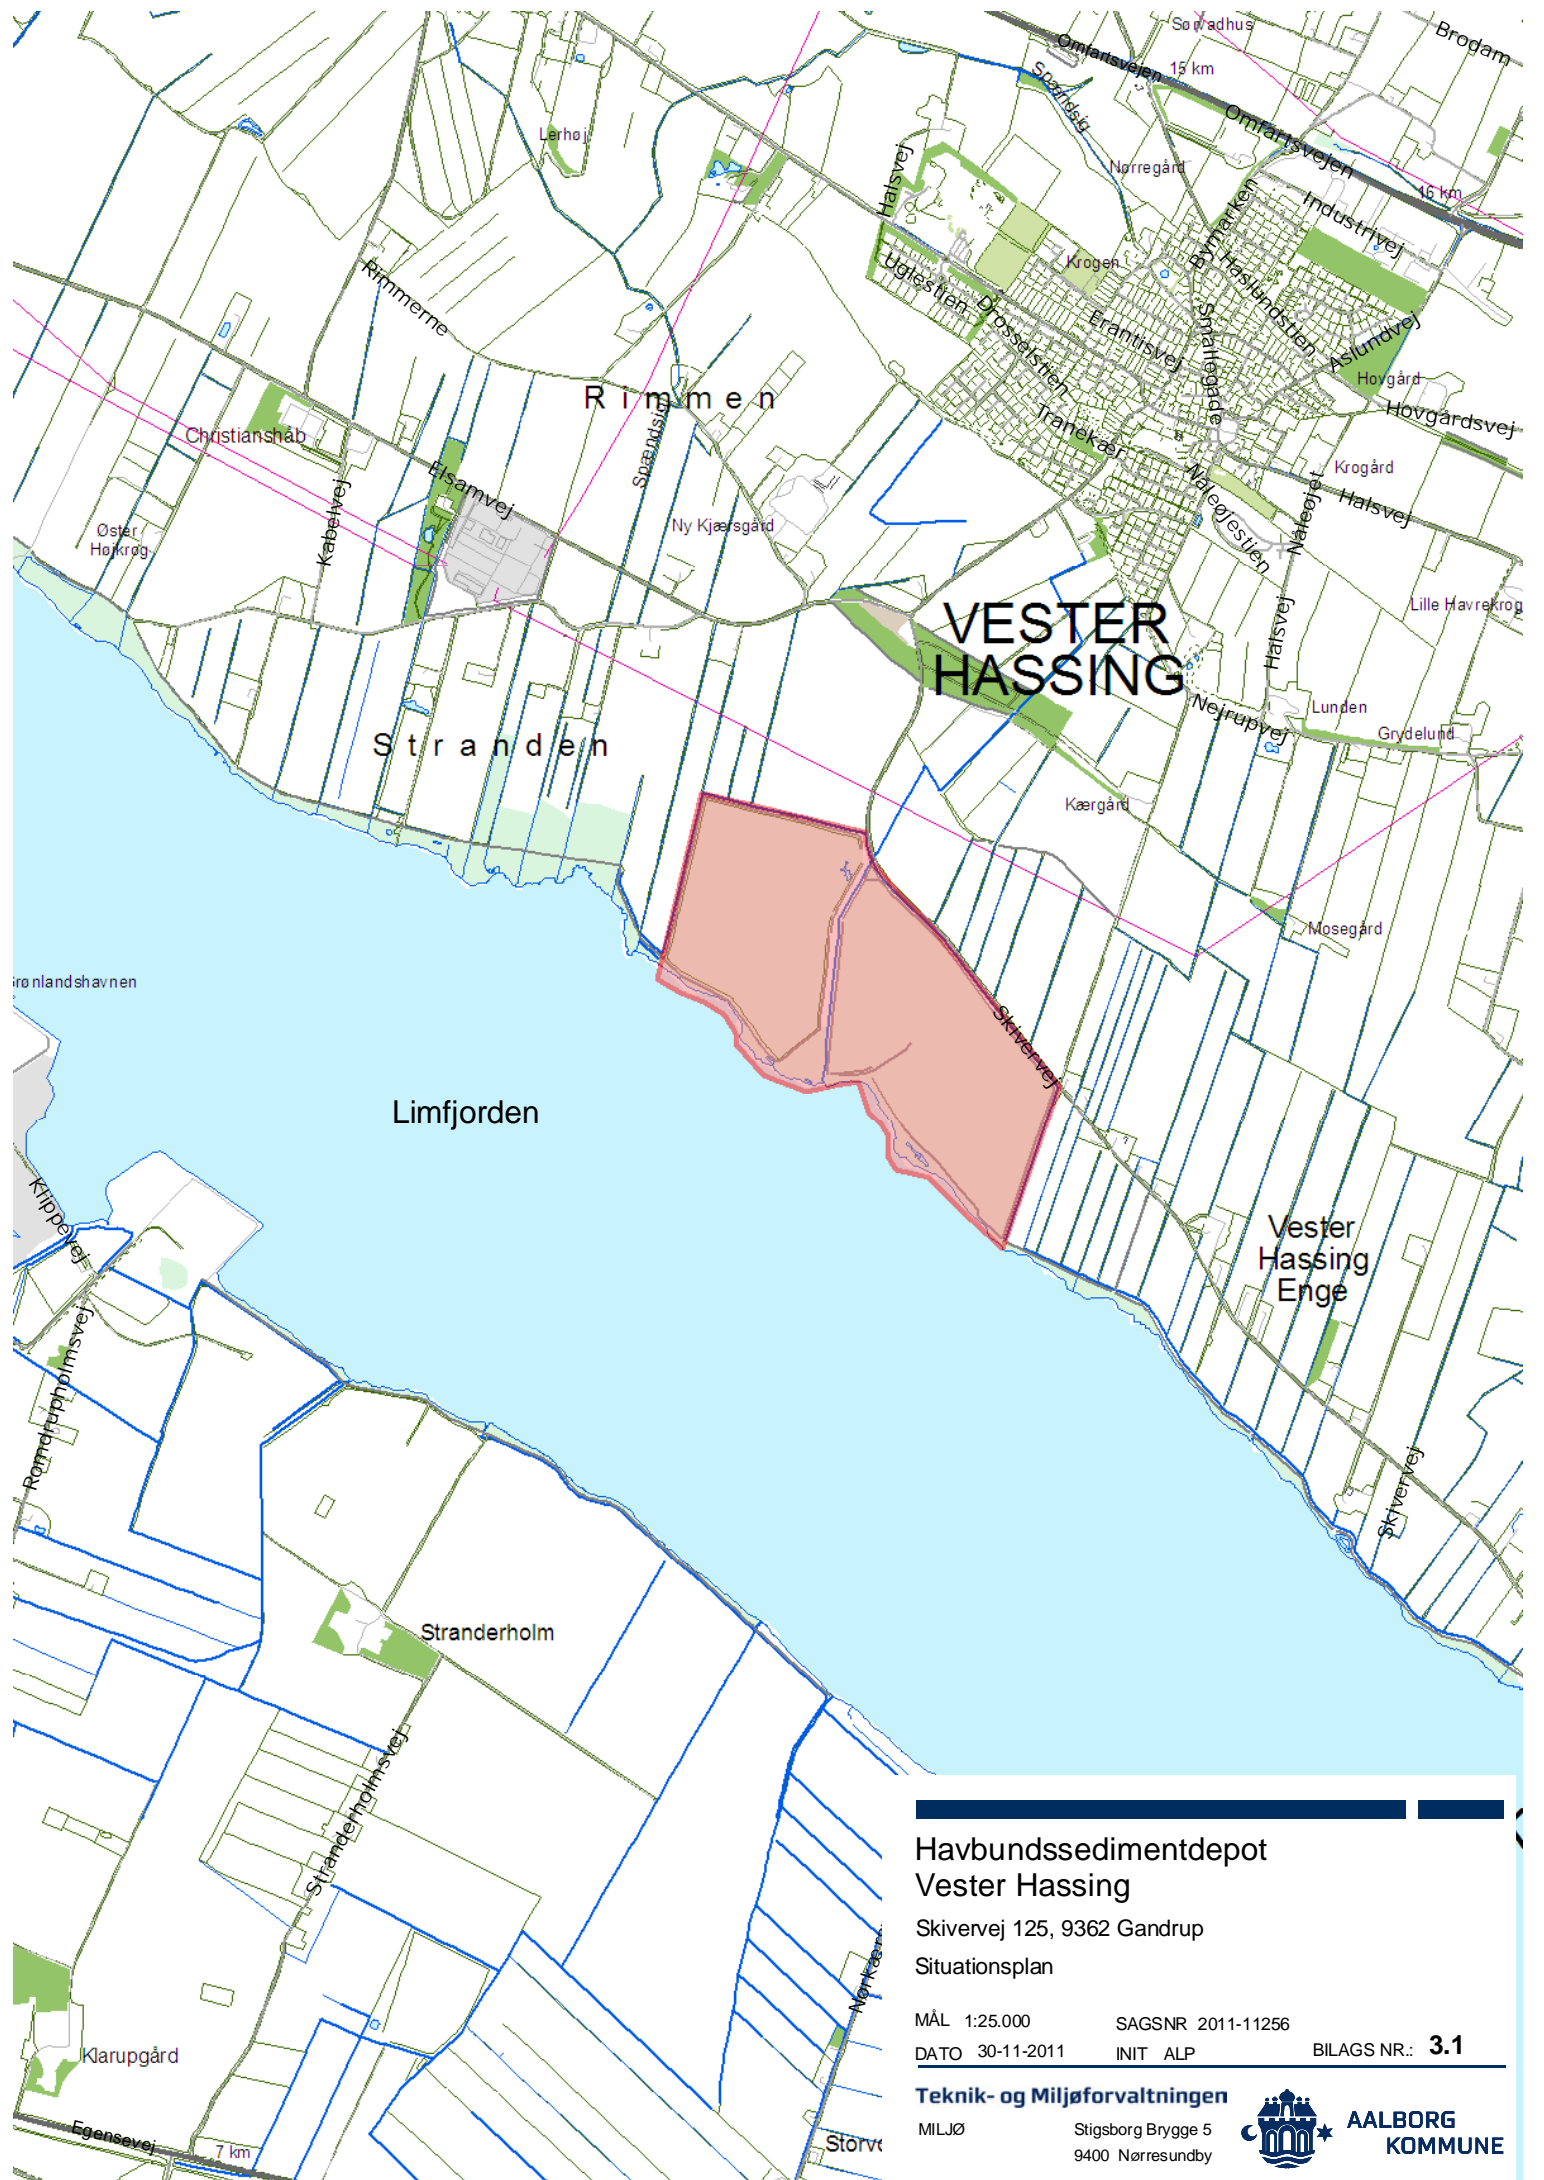 Sørvadhus
Brodam
Omfartsvejen
15 km
Spændsig
Omfartsvejen
Lerhøj
Halsvej
Nørregård
16 km
Bymarken
Industrivej
Krogen
Uglestien
Haslundstien
Rimmerne
Drosselstien
Erantisvej
Smallegade
Aslundvej
Hovgård
Rimmen
Hovgårdsvej
Tranekær
Christianshåb
Spændsig
Elsamvej
Krogård
Nåleøjestien
Nåleøjet
Halsvej
Kabelvej
Øster
Højkrog
Ny Kjærsgård
Lille Havrekrog
VESTER
HASSING
Halsvej
Nejrupvej
Lunden
Grydelund
Stranden
Kærgård
Mosegård
Skivervej
Limfjorden
Klippevej
Vester
Hassing
Enge
Romdrupholmsvej
Skivervej
Stranderholm
Stranderholmsvej
Klarupgård
Egensevej
7 km
Havbundssedimentdepot
Vester Hassing
Skivervej 125, 9362 Gandrup
Situationsplan
MÅL 1:25.000 SAGSNR 2011-11256
DATO 30-11-2011 INIT ALP BILAGS NR.: 3.1
Teknik- og Miljøforvaltningen
MILJØ Stigsborg Brygge 5
9400 Nørresundby
AALBORG
KOMMUNE